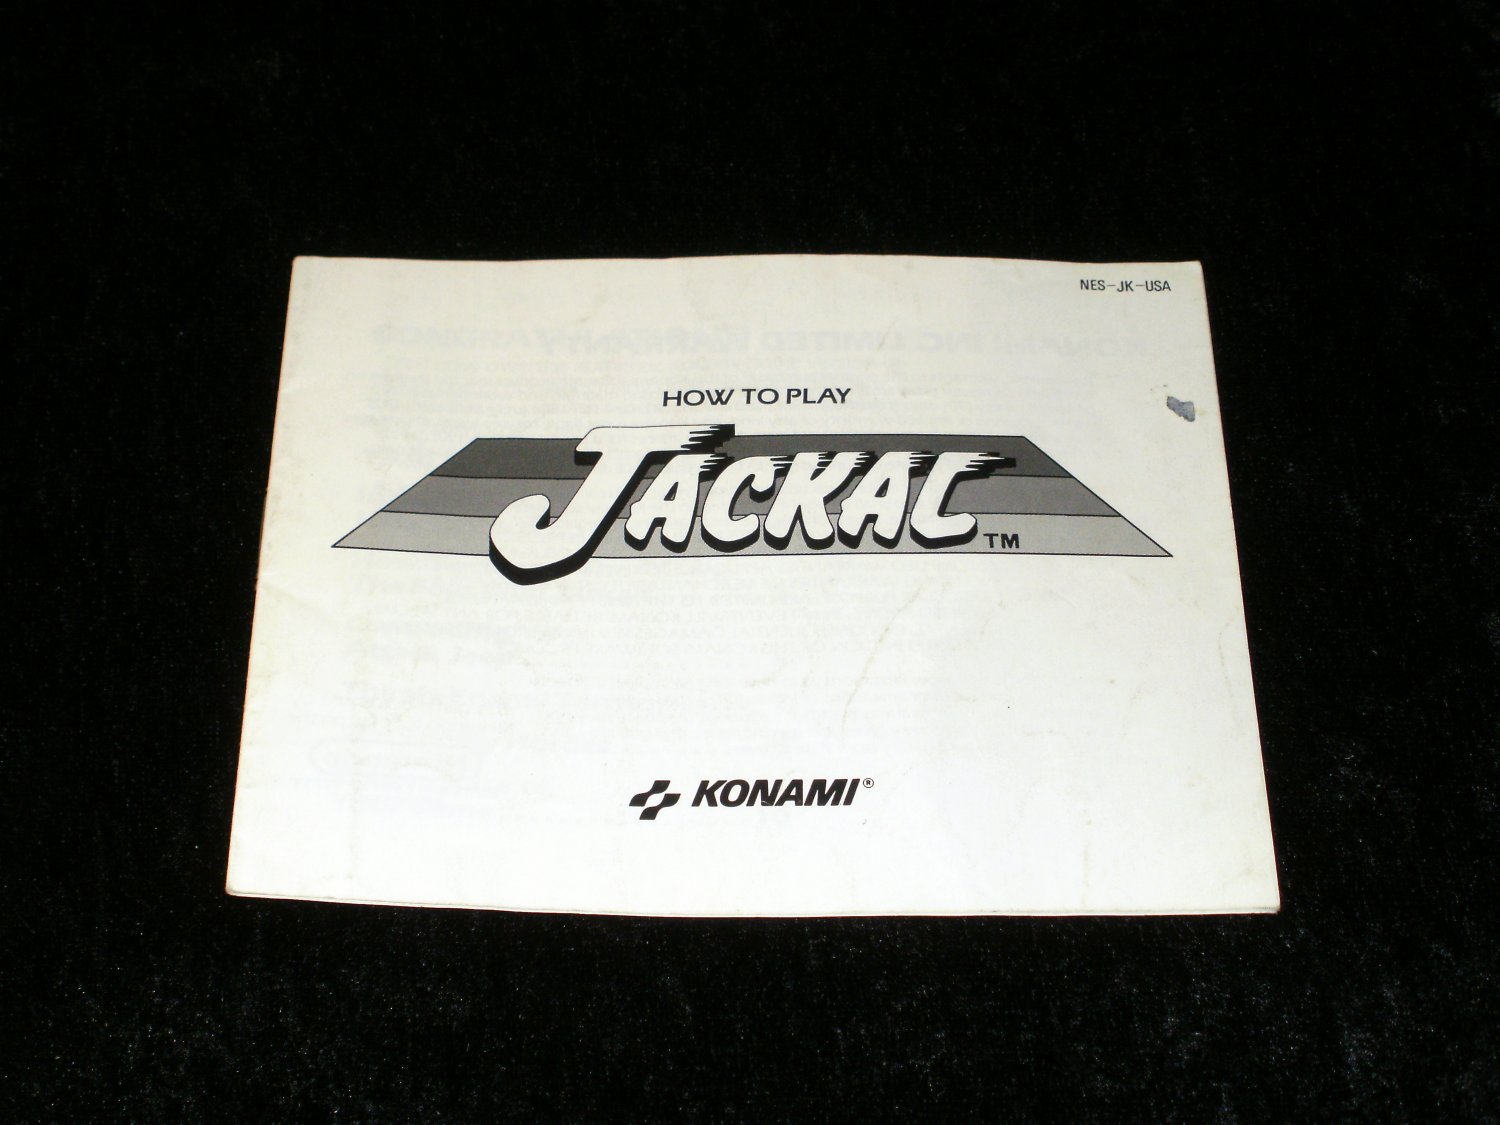 NES-JK-USA
HOW TO PLAY
JACKAL™
KONAMI®